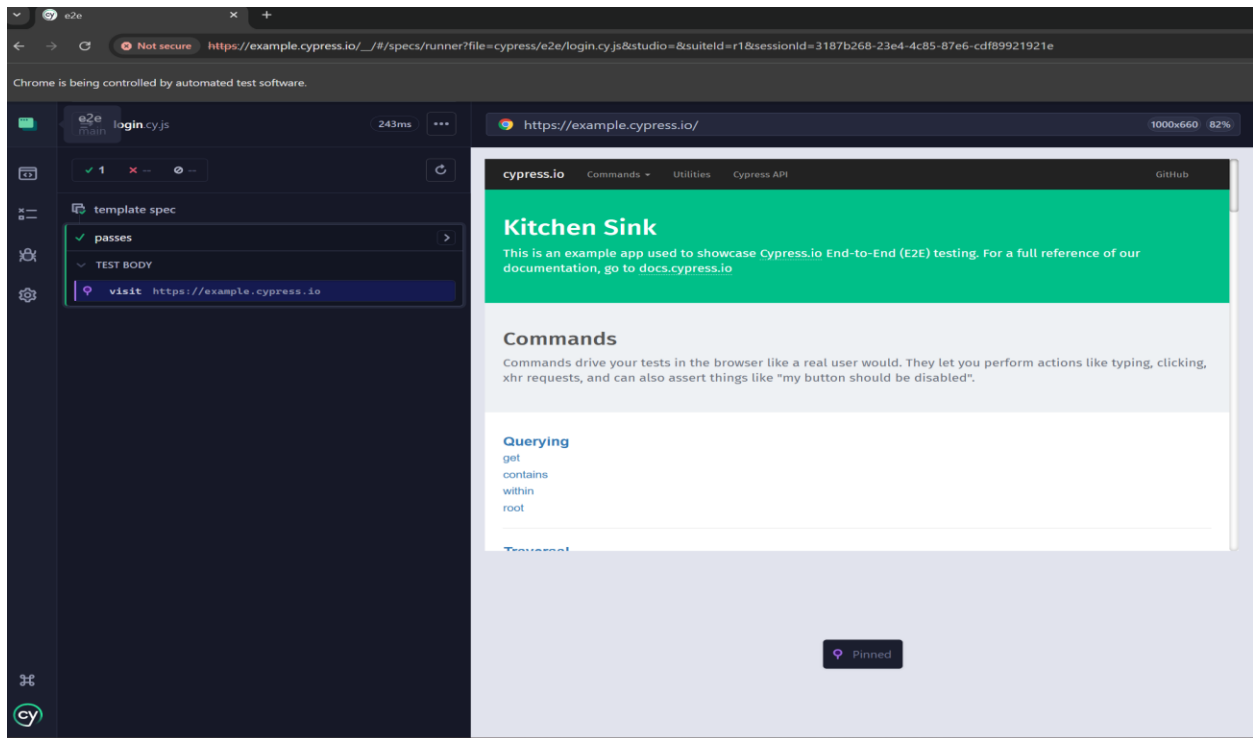 e2e
Not secure https://example.cypress.io/__/#/specs/runner?file=cypress/e2e/login.cy.js&studio=&suiteId=r1&sessionId=3187b268-23e4-4c85-87e6-cdf89921921e
Chrome is being controlled by automated test software.
e2e
main
login.cy.js 243ms
https://example.cypress.io/ 1000x660 82%
1 -- --
template spec
passes
TEST BODY
visit https://example.cypress.io
cypress.io Commands Utilities Cypress API GitHub
Kitchen Sink
This is an example app used to showcase Cypress.io End-to-End (E2E) testing. For a full reference of our
documentation, go to docs.cypress.io
Commands
Commands drive your tests in the browser like a real user would. They let you perform actions like typing, clicking,
xhr requests, and can also assert things like "my button should be disabled".
Querying
get
contains
within
root
Traversal
Pinned
cy